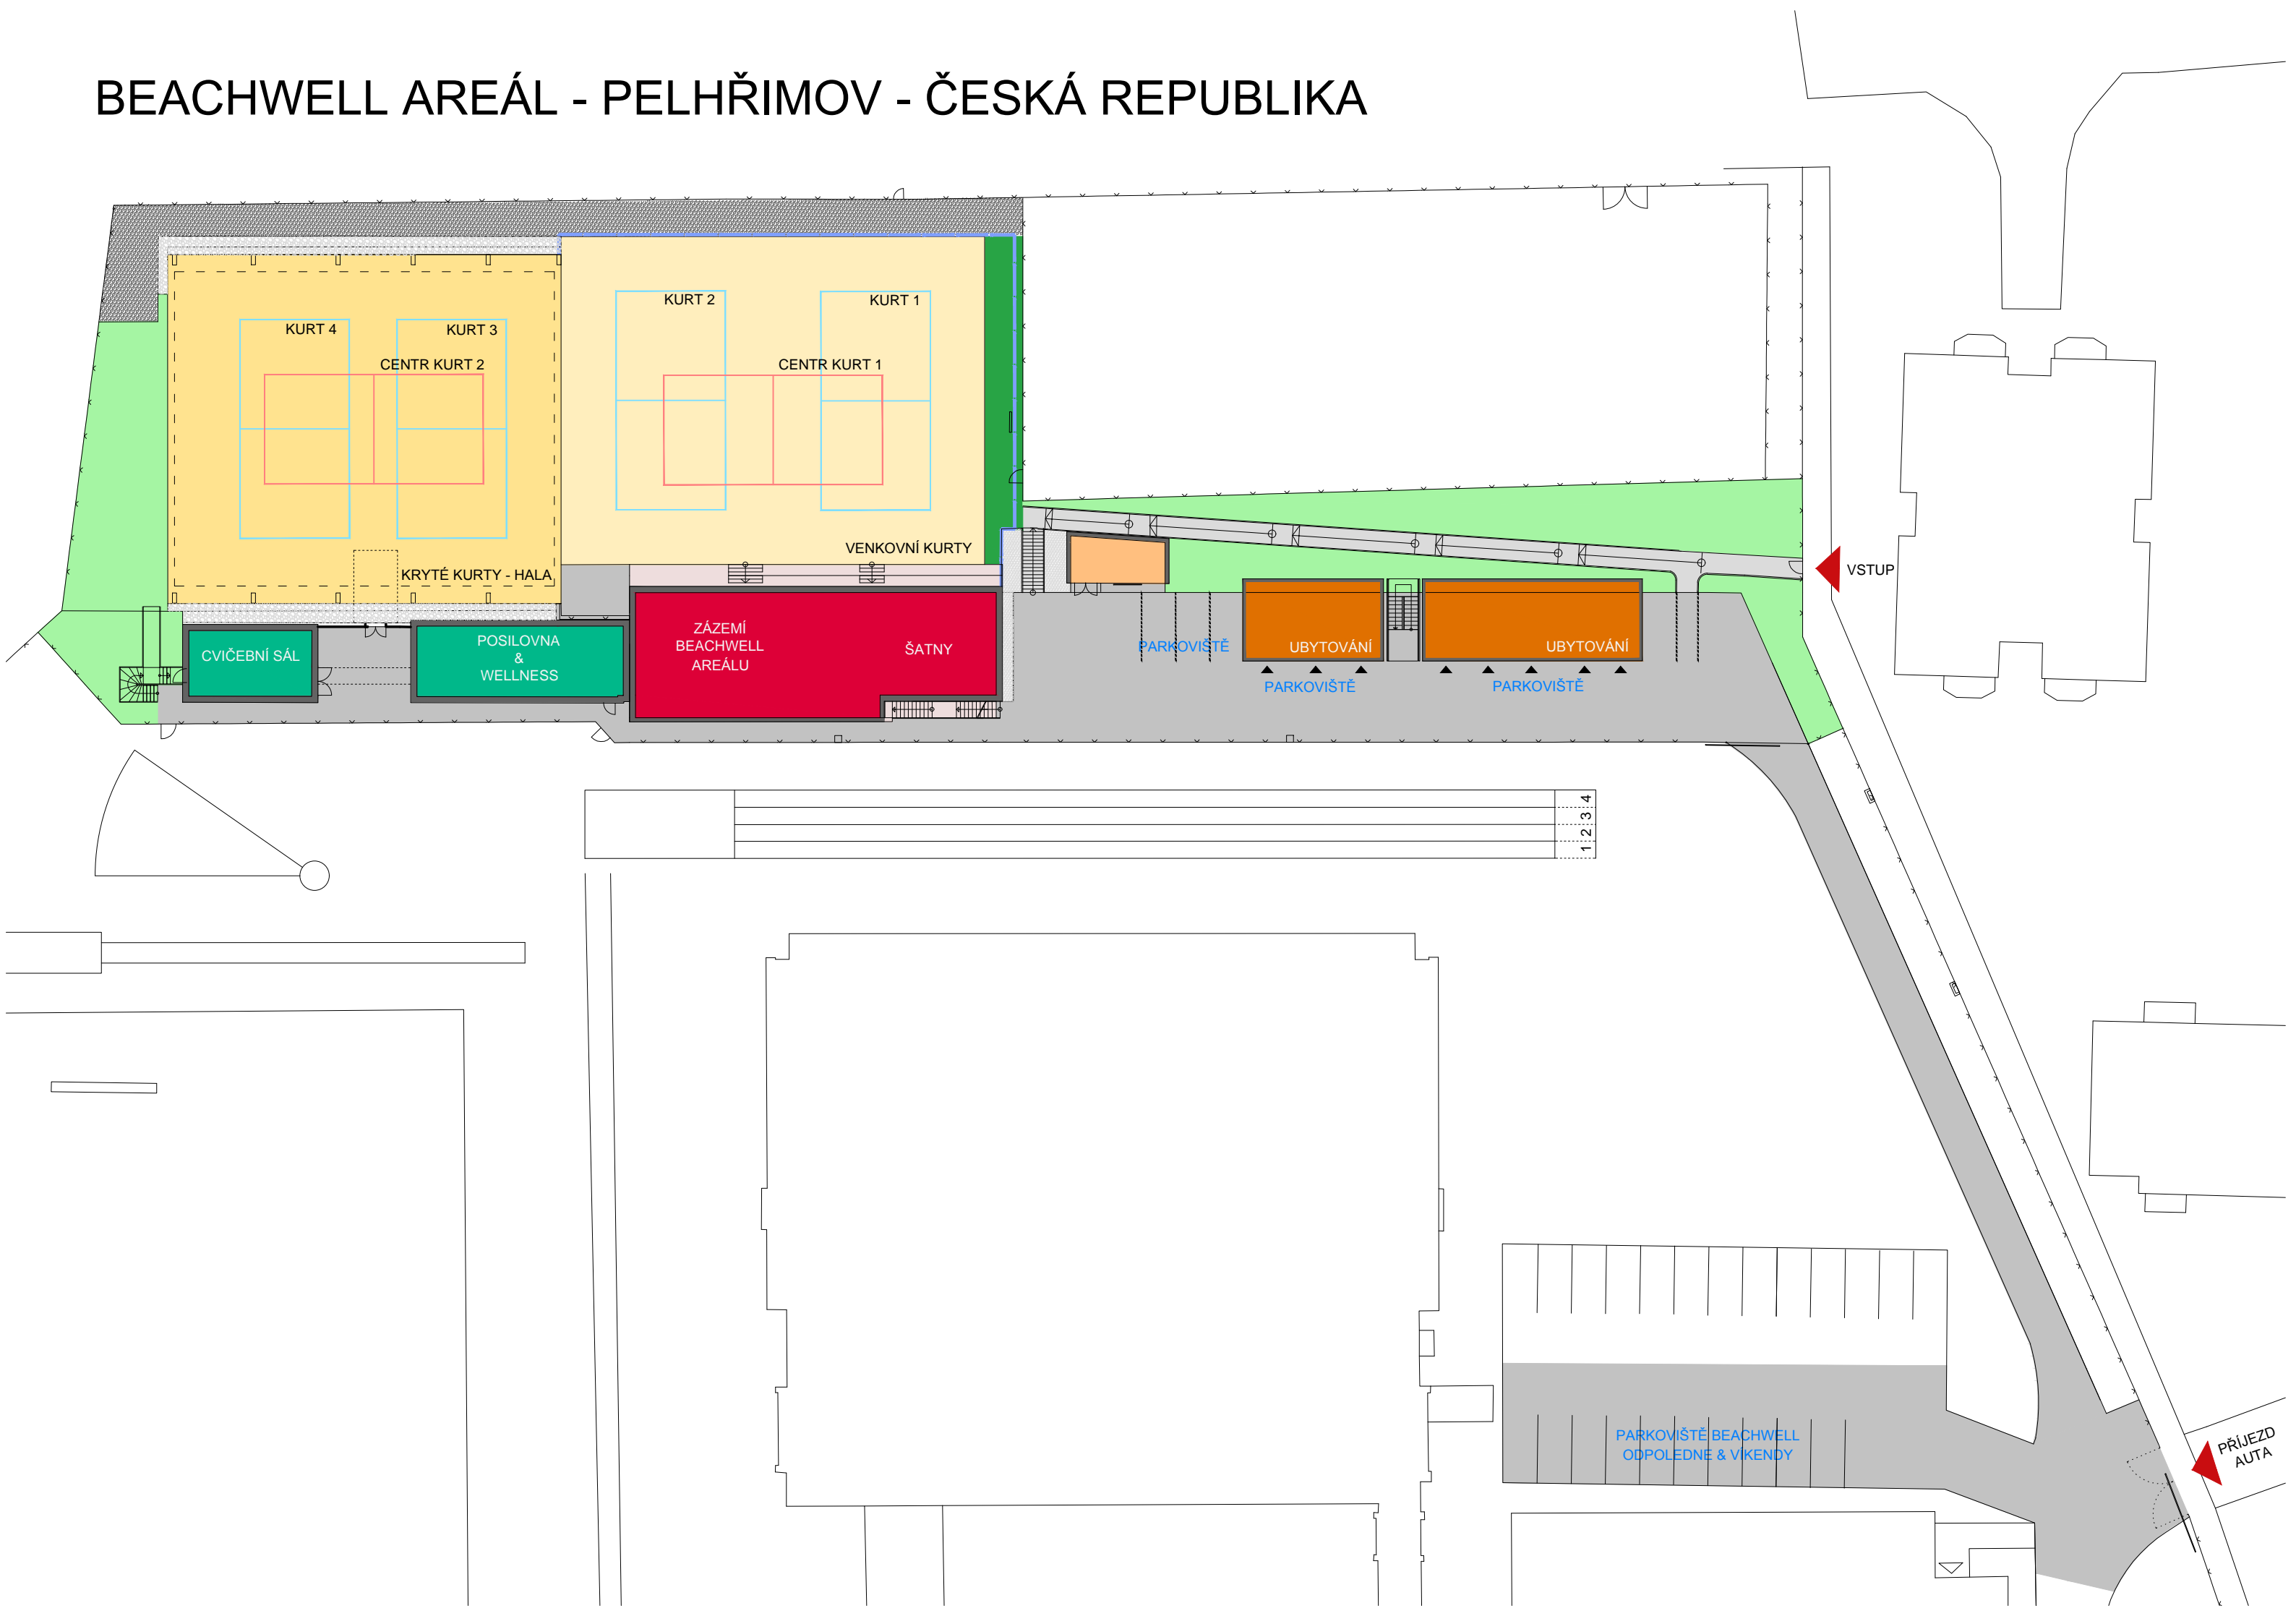 BEACHWELL AREÁL - PELHŘIMOV - ČESKÁ REPUBLIKA
KURT 2
KURT 1
KURT 4
KURT 3
CENTR KURT 2
CENTR KURT 1
VENKOVNÍ KURTY
KRYTÉ KURTY - HALA
VSTUP
CVIČEBNÍ SÁL
POSILOVNA
&
WELLNESS
ZÁZEMÍ
BEACHWELL
AREÁLU
ŠATNY
PARKOVIŠTĚ
UBYTOVÁNÍ
UBYTOVÁNÍ
PARKOVIŠTĚ
PARKOVIŠTĚ
1 2 3 4
PARKOVIŠTĚ BEACHWELL
ODPOLEDNE & VÍKENDY
PŘÍJEZD
AUTA